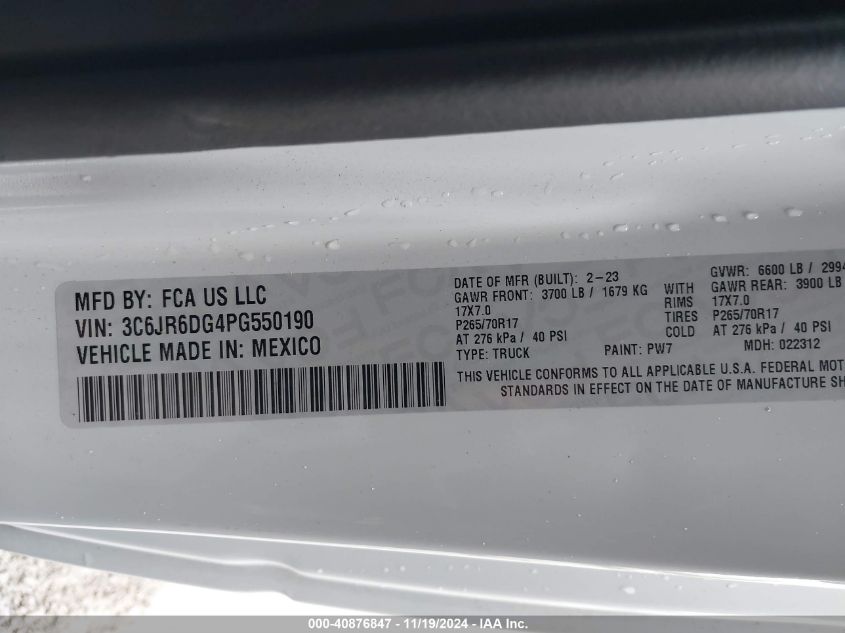 MFD BY: FCA US LLC
VIN: 3C6JR6DG4PG550190
VEHICLE MADE IN: MEXICO
DATE OF MFR (BUILT): 2-23
GVWR: 6600 LB / 2994
GAWR FRONT: 3700 LB / 1679 KG WITH GAWR REAR: 3900 LB
17X7.0 RIMS 17X7.0
P265/70R17 TIRES P265/70R17
AT 276 kPa / 40 PSI COLD AT 276 kPa / 40 PSI
TYPE: TRUCK PAINT: PW7 MDH: 022312
THIS VEHICLE CONFORMS TO ALL APPLICABLE U.S.A. FEDERAL MOT
STANDARDS IN EFFECT ON THE DATE OF MANUFACTURE SH
000-40876847 - 11/19/2024 - IAA Inc.